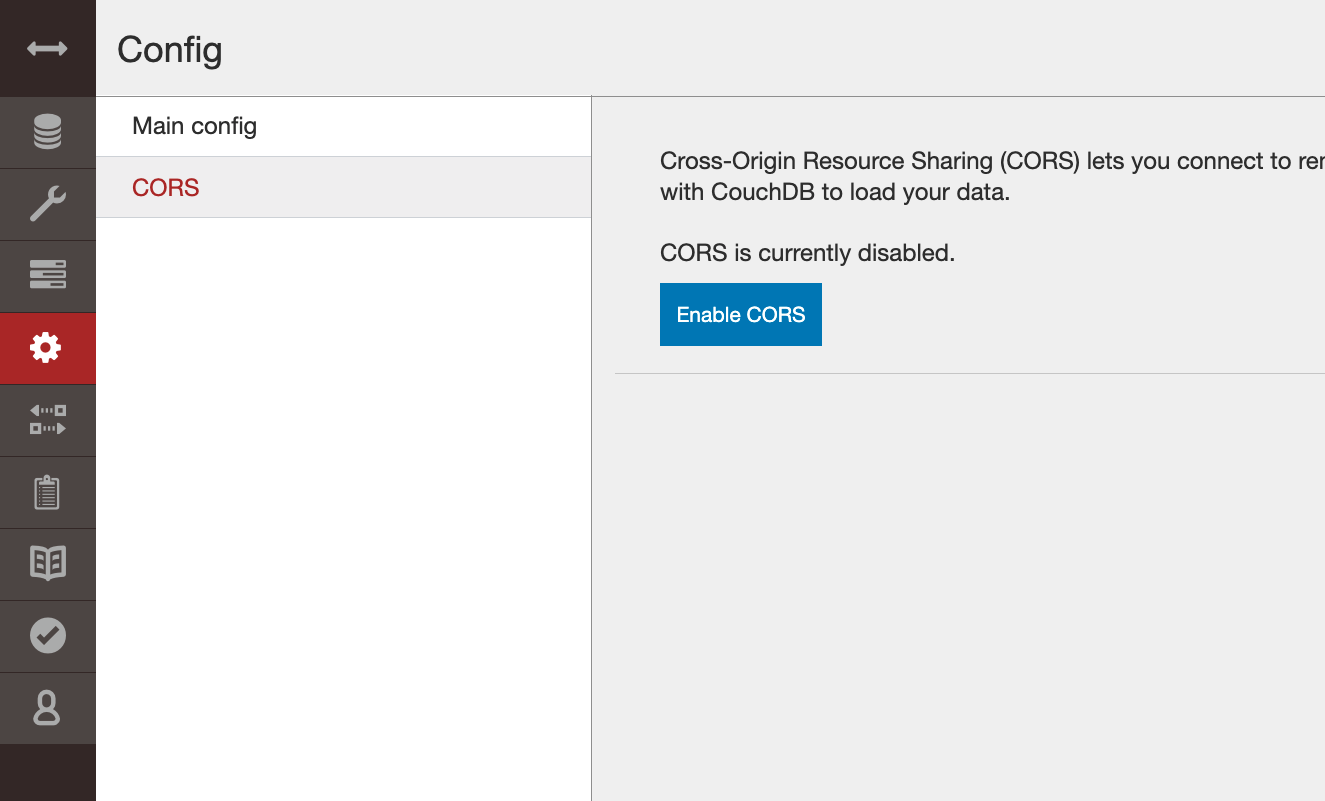 Config
Main config
CORS
Cross-Origin Resource Sharing (CORS) lets you connect to
with CouchDB to load your data.
CORS is currently disabled.
Enable CORS